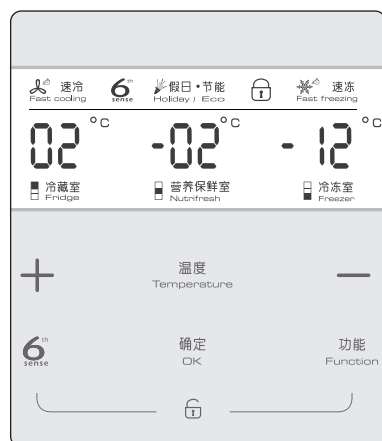 速冷 6th sense 假日•节能 速冻
Fast cooling Holiday / Eco Fast freezing
02°C -02°C -12°C
冷藏室 营养保鲜室 冷冻室
Fridge Nutrifresh Freezer
温度
Temperature
6th sense 确定 功能
OK Function